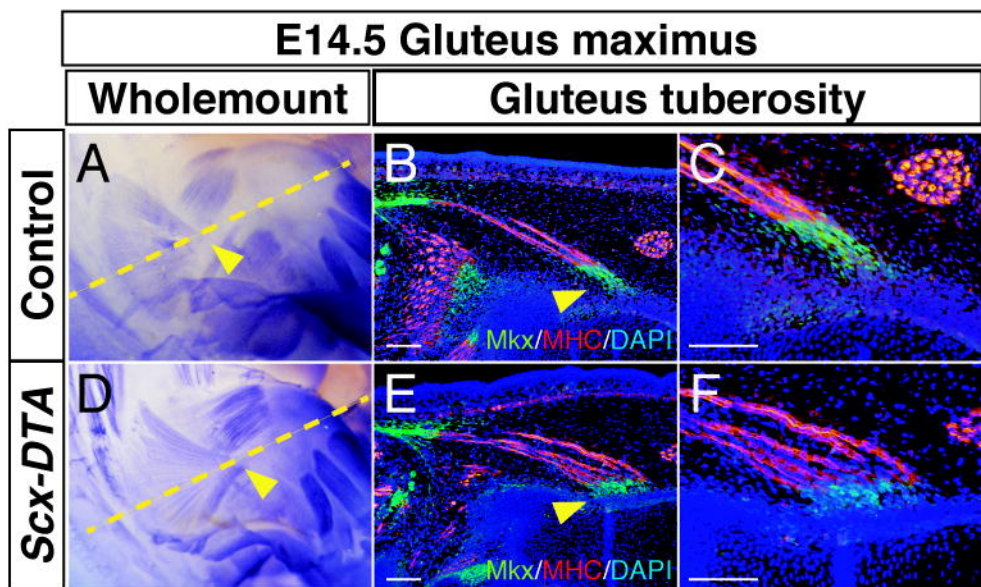 E14.5 Gluteus maximus
Wholemount
Gluteus tuberosity
Control
A
B
C
Mkx/MHC/DAPI
Scx-DTA
D
E
F
Mkx/MHC/DAPI